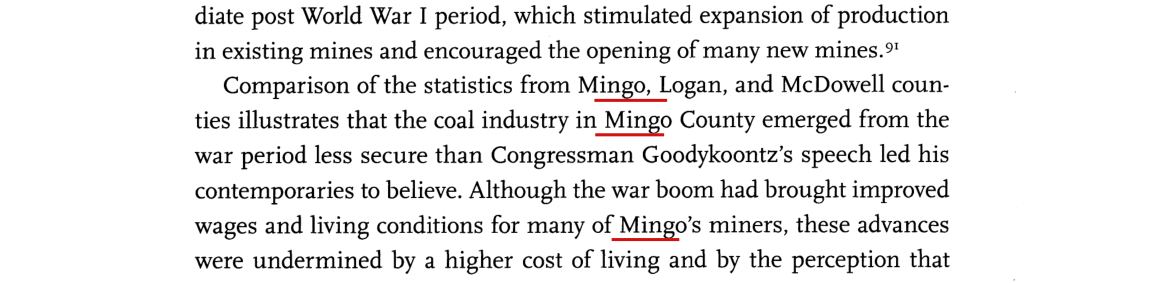 diate post World War I period, which stimulated expansion of production
in existing mines and encouraged the opening of many new mines.91
Comparison of the statistics from Mingo, Logan, and McDowell coun-
ties illustrates that the coal industry in Mingo County emerged from the
war period less secure than Congressman Goodykoontz’s speech led his
contemporaries to believe. Although the war boom had brought improved
wages and living conditions for many of Mingo’s miners, these advances
were undermined by a higher cost of living and by the perception that